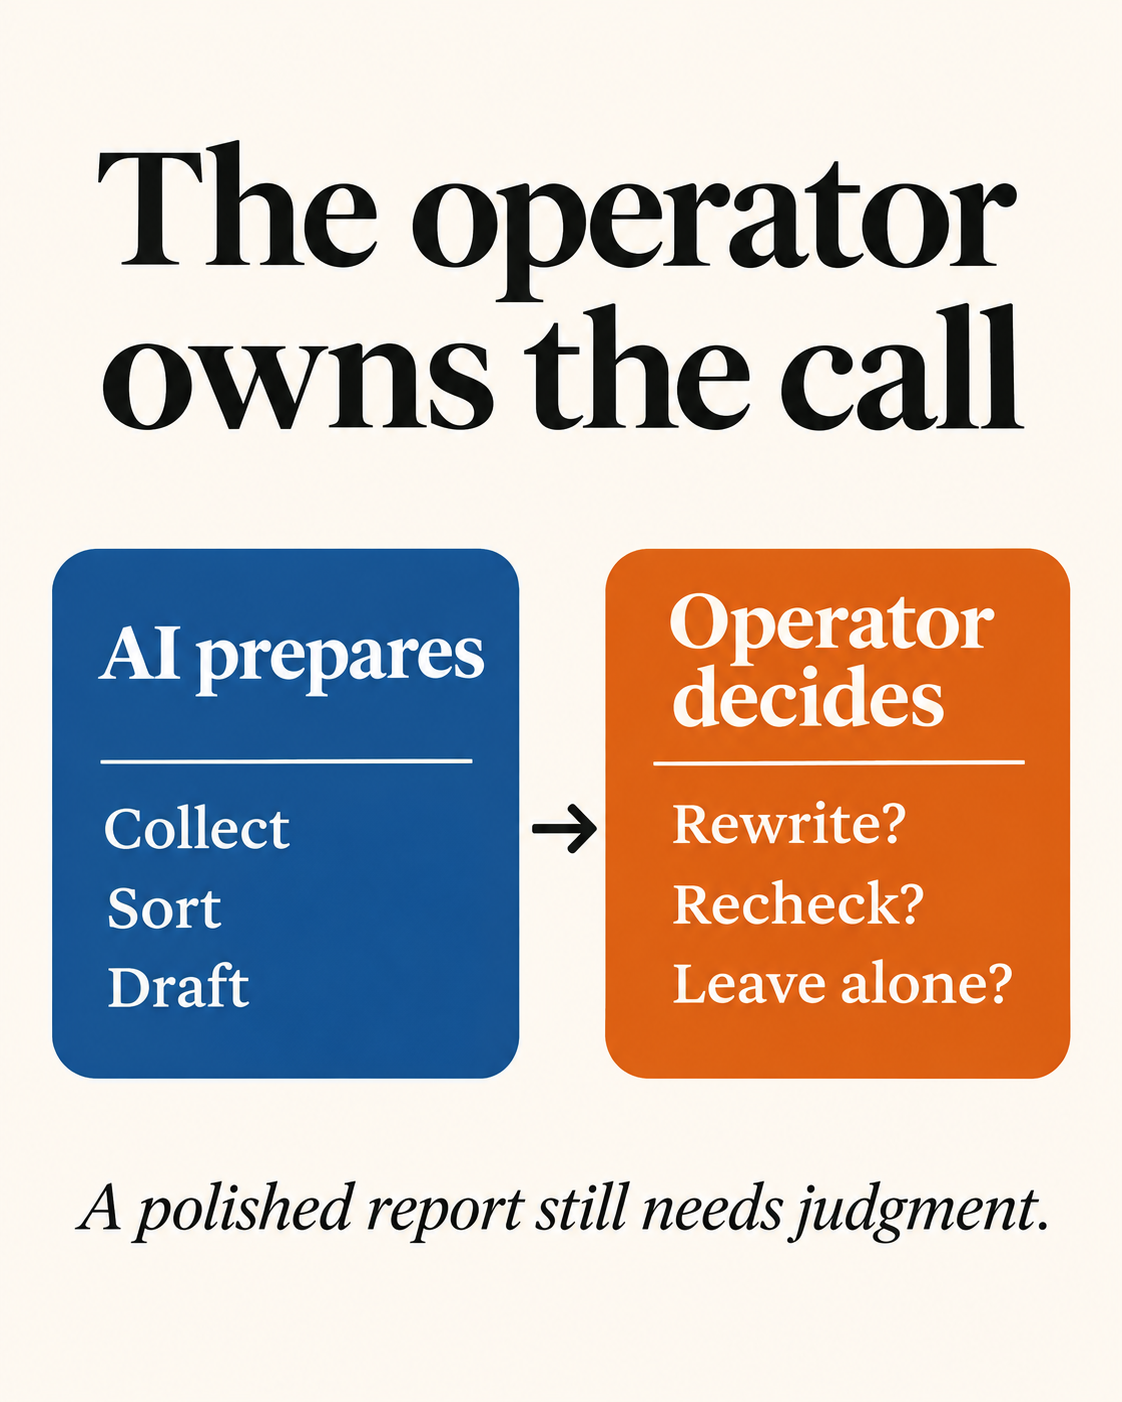 The operator
owns the call
AI prepares
Collect
Sort
Draft
Operator
decides
Rewrite?
Recheck?
Leave alone?
A polished report still needs judgment.